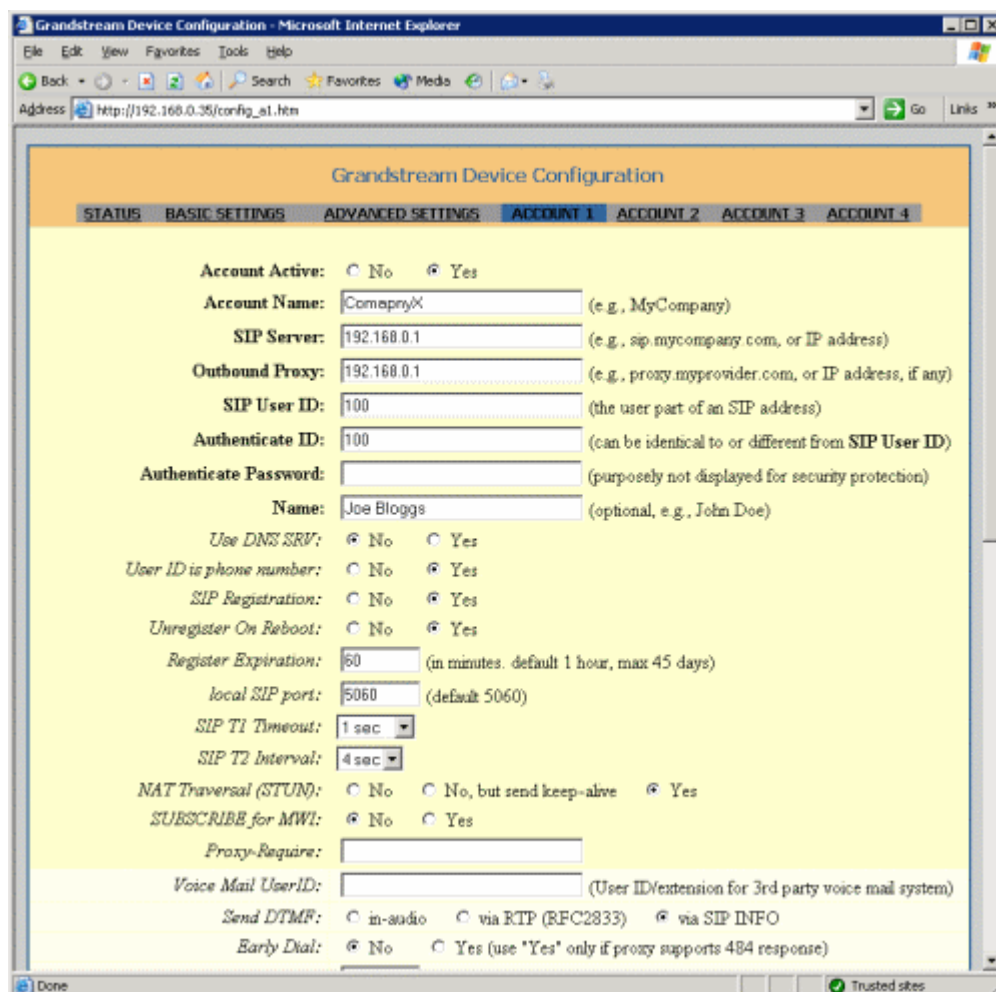 Grandstream Device Configuration - Microsoft Internet Explorer
File Edit View Favorites Tools Help
Back Search Favorites Media
Address http://192.168.0.35/config_a1.htm Go Links »
Grandstream Device Configuration
STATUS BASIC SETTINGS ADVANCED SETTINGS ACCOUNT 1 ACCOUNT 2 ACCOUNT 3 ACCOUNT 4
Account Active: No Yes
Account Name: ComapnyX (e.g., MyCompany)
SIP Server: 192.168.0.1 (e.g., sip.mycompany.com, or IP address)
Outbound Proxy: 192.168.0.1 (e.g., proxy.myprovider.com, or IP address, if any)
SIP User ID: 100 (the user part of an SIP address)
Authenticate ID: 100 (can be identical to or different from SIP User ID)
Authenticate Password: (purposely not displayed for security protection)
Name: Joe Bloggs (optional, e.g., John Doe)
Use DNS SRV: No Yes
User ID is phone number: No Yes
SIP Registration: No Yes
Unregister On Reboot: No Yes
Register Expiration: 60 (in minutes. default 1 hour, max 45 days)
local SIP port: 5060 (default 5060)
SIP T1 Timeout: 1 sec
SIP T2 Interval: 4 sec
NAT Traversal (STUN): No No, but send keep-alive Yes
SUBSCRIBE for MWI: No Yes
Proxy-Require:
Voice Mail UserID: (User ID/extension for 3rd party voice mail system)
Send DTMF: in-audio via RTP (RFC2833) via SIP INFO
Early Dial: No Yes (use "Yes" only if proxy supports 484 response)
Done Trusted sites